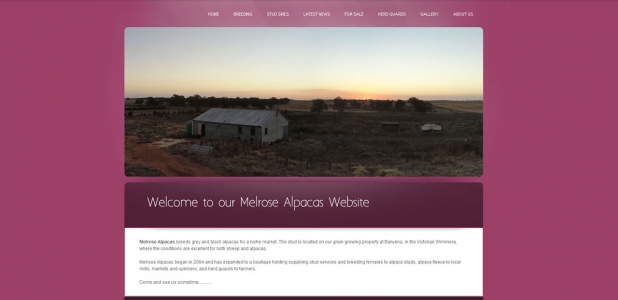 HOME BREEDING STUD SIRES LATEST NEWS FOR SALE HERD GUARDS GALLERY ABOUT US
Welcome to our Melrose Alpacas Website
Melrose Alpacas breeds grey and black alpacas for a niche market. The stud is located on our grain growing property at Banyena, in the Victorian Wimmera,
where the conditions are excellent for both sheep and alpacas.
Melrose Alpacas began in 2004 and has expanded to a boutique holding supplying stud services and breeding females to alpaca studs, alpaca fleece to local
mills, markets and spinners, and herd guards to farmers.
Come and see us sometime..........